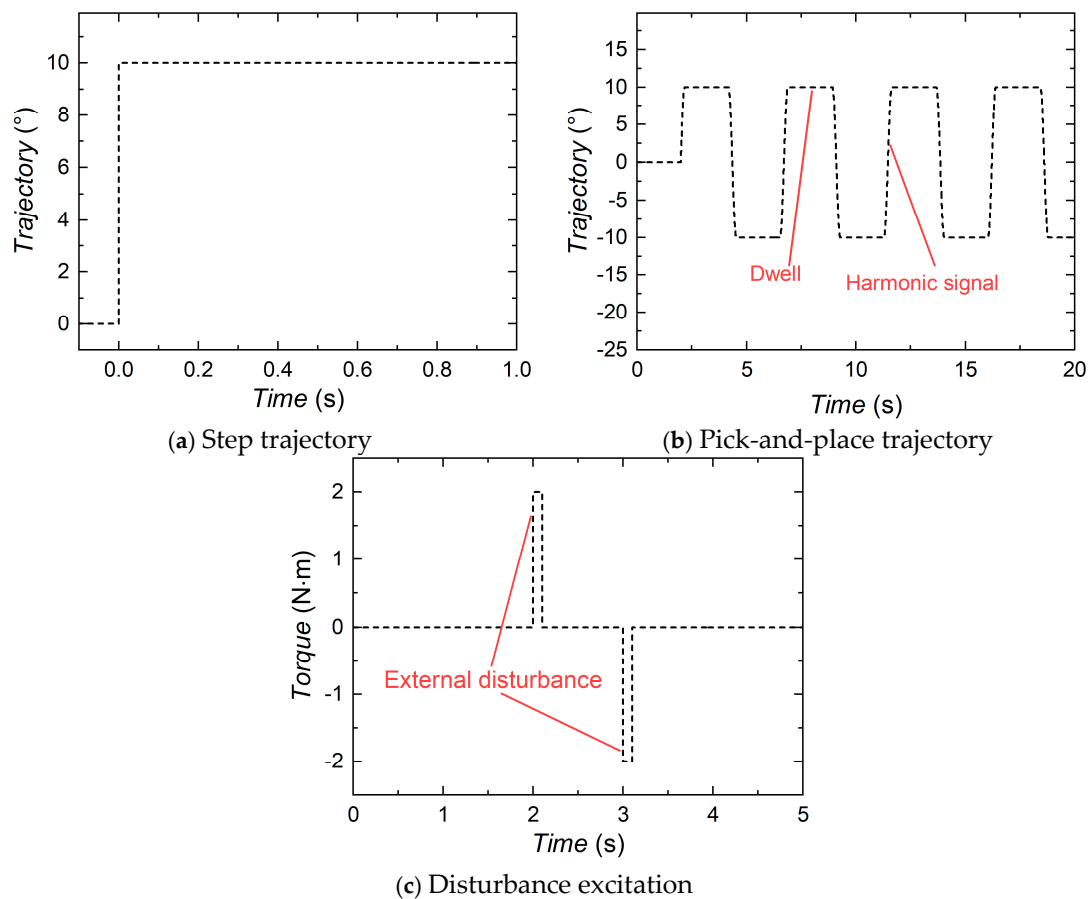 10
8
6
4
2
0
Trajectory (°)
0.0 0.2 0.4 0.6 0.8 1.0
Time (s)
(a) Step trajectory
15
10
5
0
-5
-10
-15
-20
-25
Trajectory (°)
Dwell
Harmonic signal
0 5 10 15 20
Time (s)
(b) Pick-and-place trajectory
2
1
0
-1
-2
Torque (N·m)
External disturbance
0 1 2 3 4 5
Time (s)
(c) Disturbance excitation